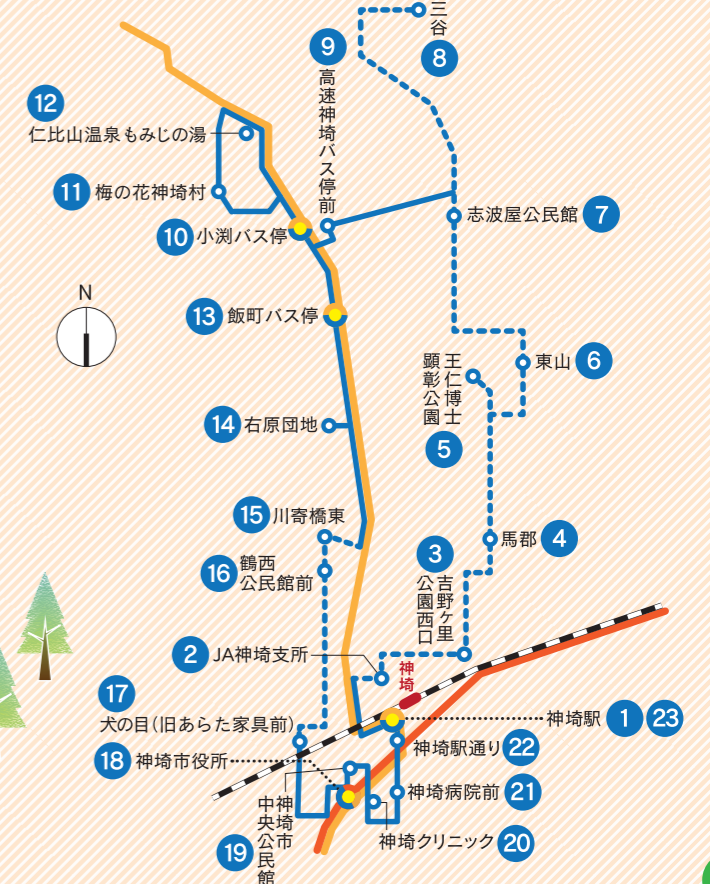 三谷
8
9
高速神埼バス停前
12
仁比山温泉もみじの湯
11 梅の花神埼村
志波屋公民館 7
10 小渕バス停
N
13 飯町バス停
東山 6
王仁博士
顕彰公園
5
14 右原団地
15 川寄橋東
馬郡 4
3
吉野ヶ里
公園西口
16 鶴西
公民館前
2 JA神埼支所
神埼
17
犬の目(旧あらた家具前)
神埼駅 1 23
神埼駅通り 22
18 神埼市役所
神埼病院前 21
神埼市
中央公民館
19
神埼クリニック 20